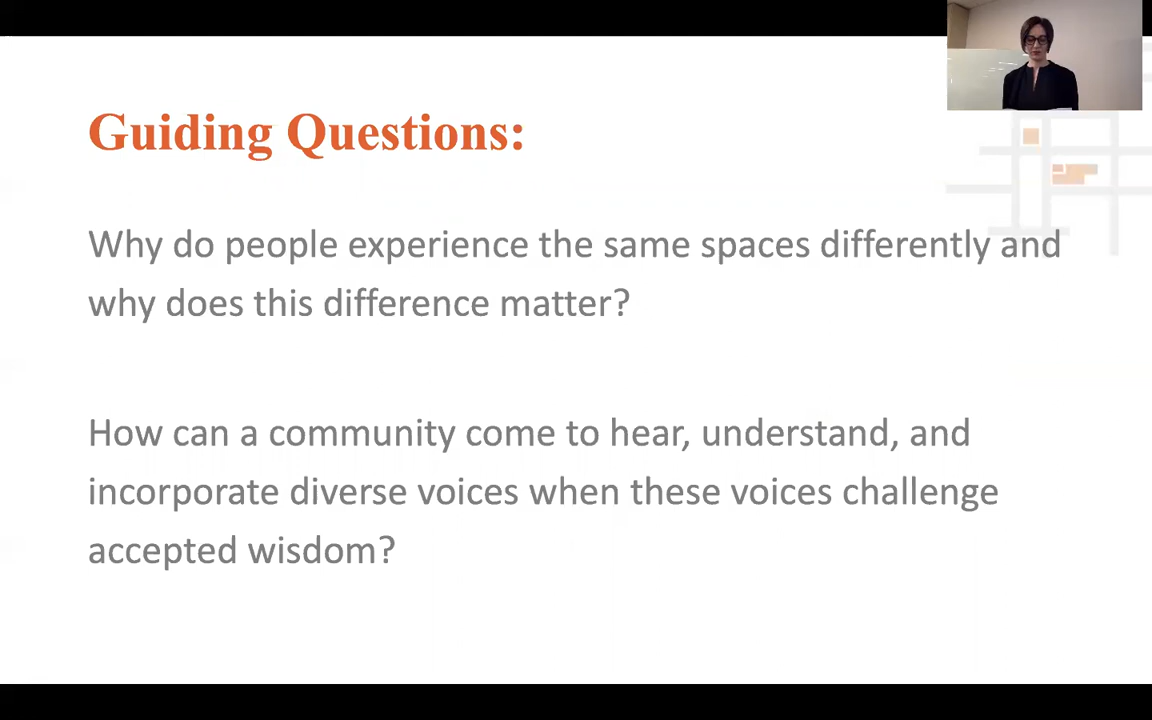 Guiding Questions:
Why do people experience the same spaces differently and
why does this difference matter?
How can a community come to hear, understand, and
incorporate diverse voices when these voices challenge
accepted wisdom?